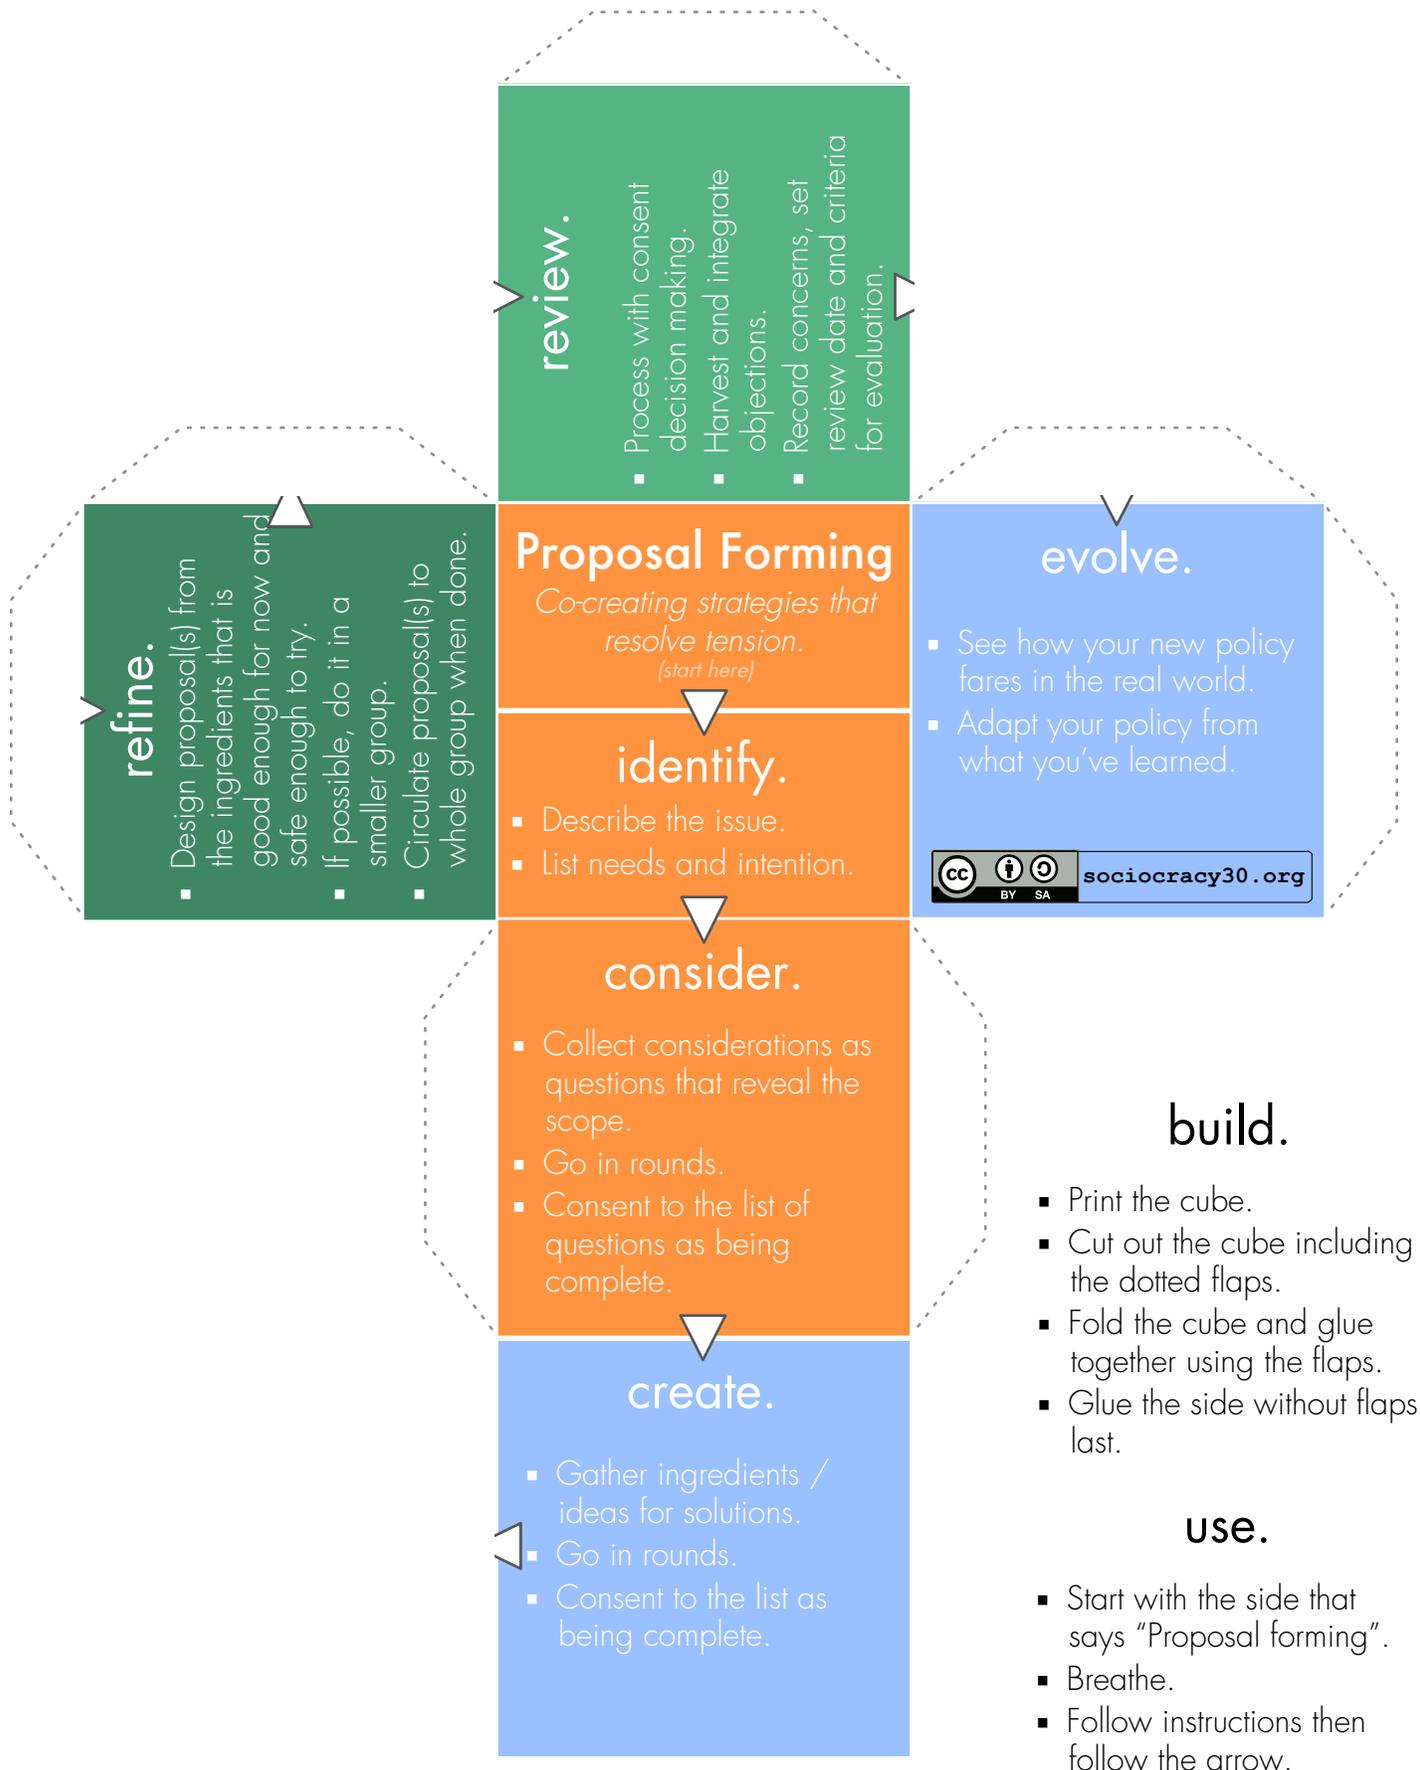 review.
Process with consent
decision making.
Harvest and integrate
objections.
Record concerns, set
review date and criteria
for evaluation.
refine.
Design proposal(s) from
the ingredients that is
good enough for now and
safe enough to try.
If possible, do it in a
smaller group.
Circulate proposal(s) to
whole group when done.
Proposal Forming
Co-creating strategies that
resolve tension.
(start here)
identify.
Describe the issue.
List needs and intention.
evolve.
See how your new policy
fares in the real world.
Adapt your policy from
what you've learned.
cc BY SA sociocracy30.org
consider.
Collect considerations as
questions that reveal the
scope.
Go in rounds.
Consent to the list of
questions as being
complete.
create.
Gather ingredients /
ideas for solutions.
Go in rounds.
Consent to the list as
being complete.
build.
Print the cube.
Cut out the cube including
the dotted flaps.
Fold the cube and glue
together using the flaps.
Glue the side without flaps
last.
use.
Start with the side that
says “Proposal forming”.
Breathe.
Follow instructions then
follow the arrow.